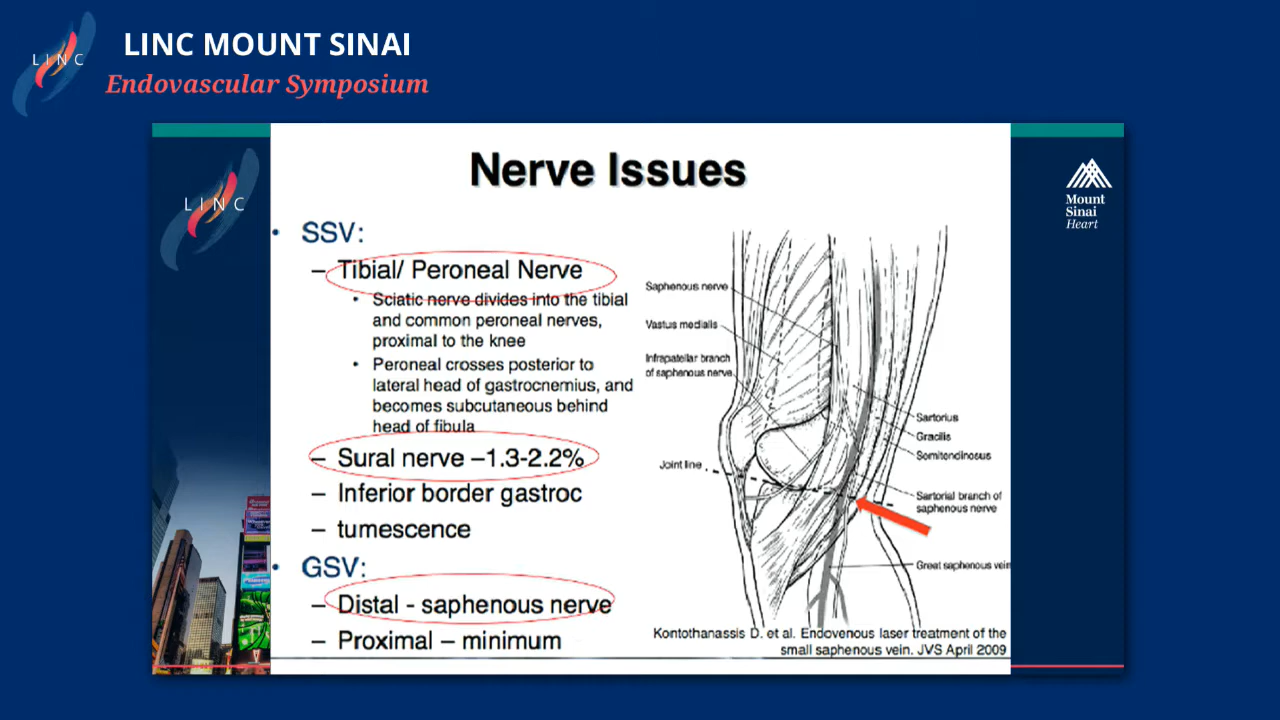 LINC
LINC MOUNT SINAI
Endovascular Symposium
LINC
Mount
Sinai
Heart
Nerve Issues
• SSV:
– Tibial/ Peroneal Nerve
• Sciatic nerve divides into the tibial
and common peroneal nerves,
proximal to the knee
• Peroneal crosses posterior to
lateral head of gastrocnemius, and
becomes subcutaneous behind
head of fibula
– Sural nerve –1.3-2.2%
– Inferior border gastroc
– tumescence
• GSV:
– Distal - saphenous nerve
– Proximal – minimum
Saphenous nerve
Vastus medialis
Infrapatellar branch
of saphenous nerve
Joint line
Sartorius
Gracilis
Semitendinosus
Sartorial branch of
saphenous nerve
Great saphenous vein
Kontothanassis D. et al. Endovenous laser treatment of the
small saphenous vein. JVS April 2009